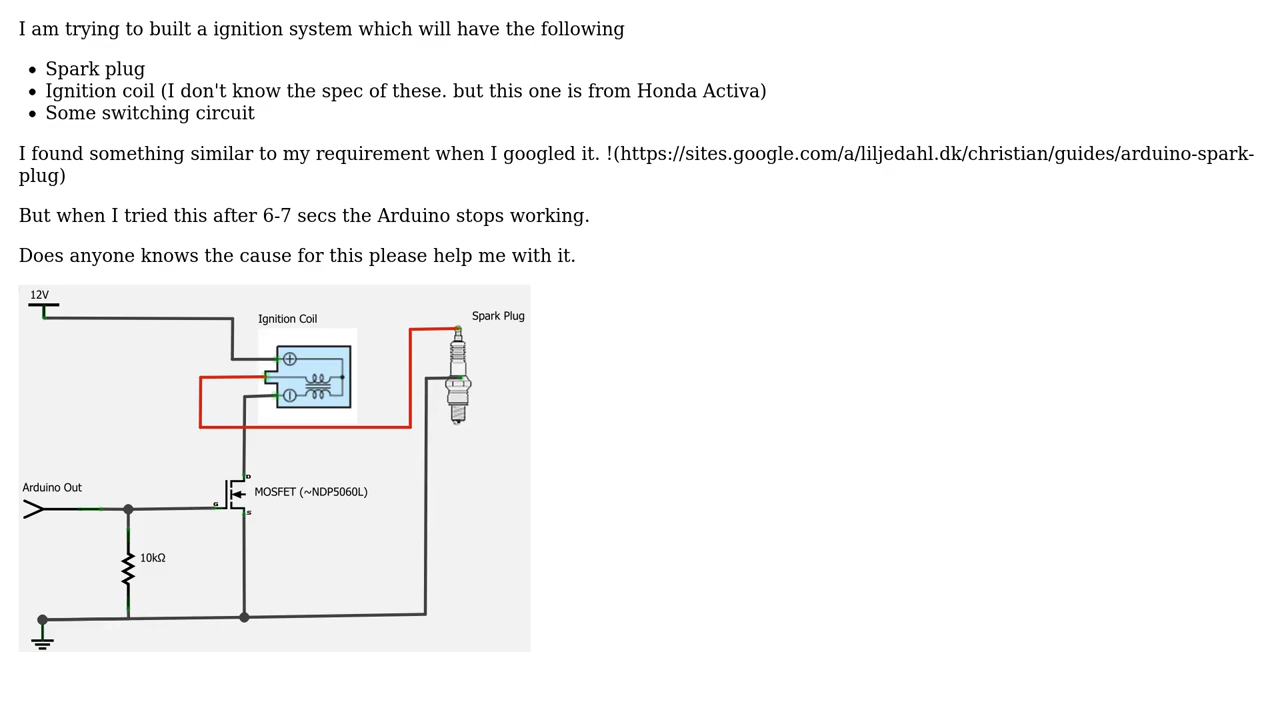 I am trying to built a ignition system which will have the following
• Spark plug
• Ignition coil (I don't know the spec of these. but this one is from Honda Activa)
• Some switching circuit
I found something similar to my requirement when I googled it. !(https://sites.google.com/a/liljedahl.dk/christian/guides/arduino-spark-
plug)
But when I tried this after 6-7 secs the Arduino stops working.
Does anyone knows the cause for this please help me with it.
12V
Ignition Coil
Spark Plug
D
Arduino Out
MOSFET (~NDP5060L)
G
S
10kΩ